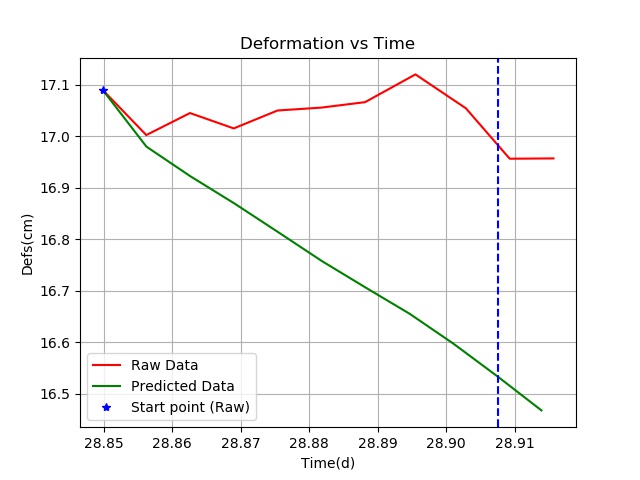 Deformation vs Time
Defs(cm)
17.1
17.0
16.9
16.8
16.7
16.6
16.5
Raw Data
Predicted Data
Start point (Raw)
28.85 28.86 28.87 28.88 28.89 28.90 28.91
Time(d)